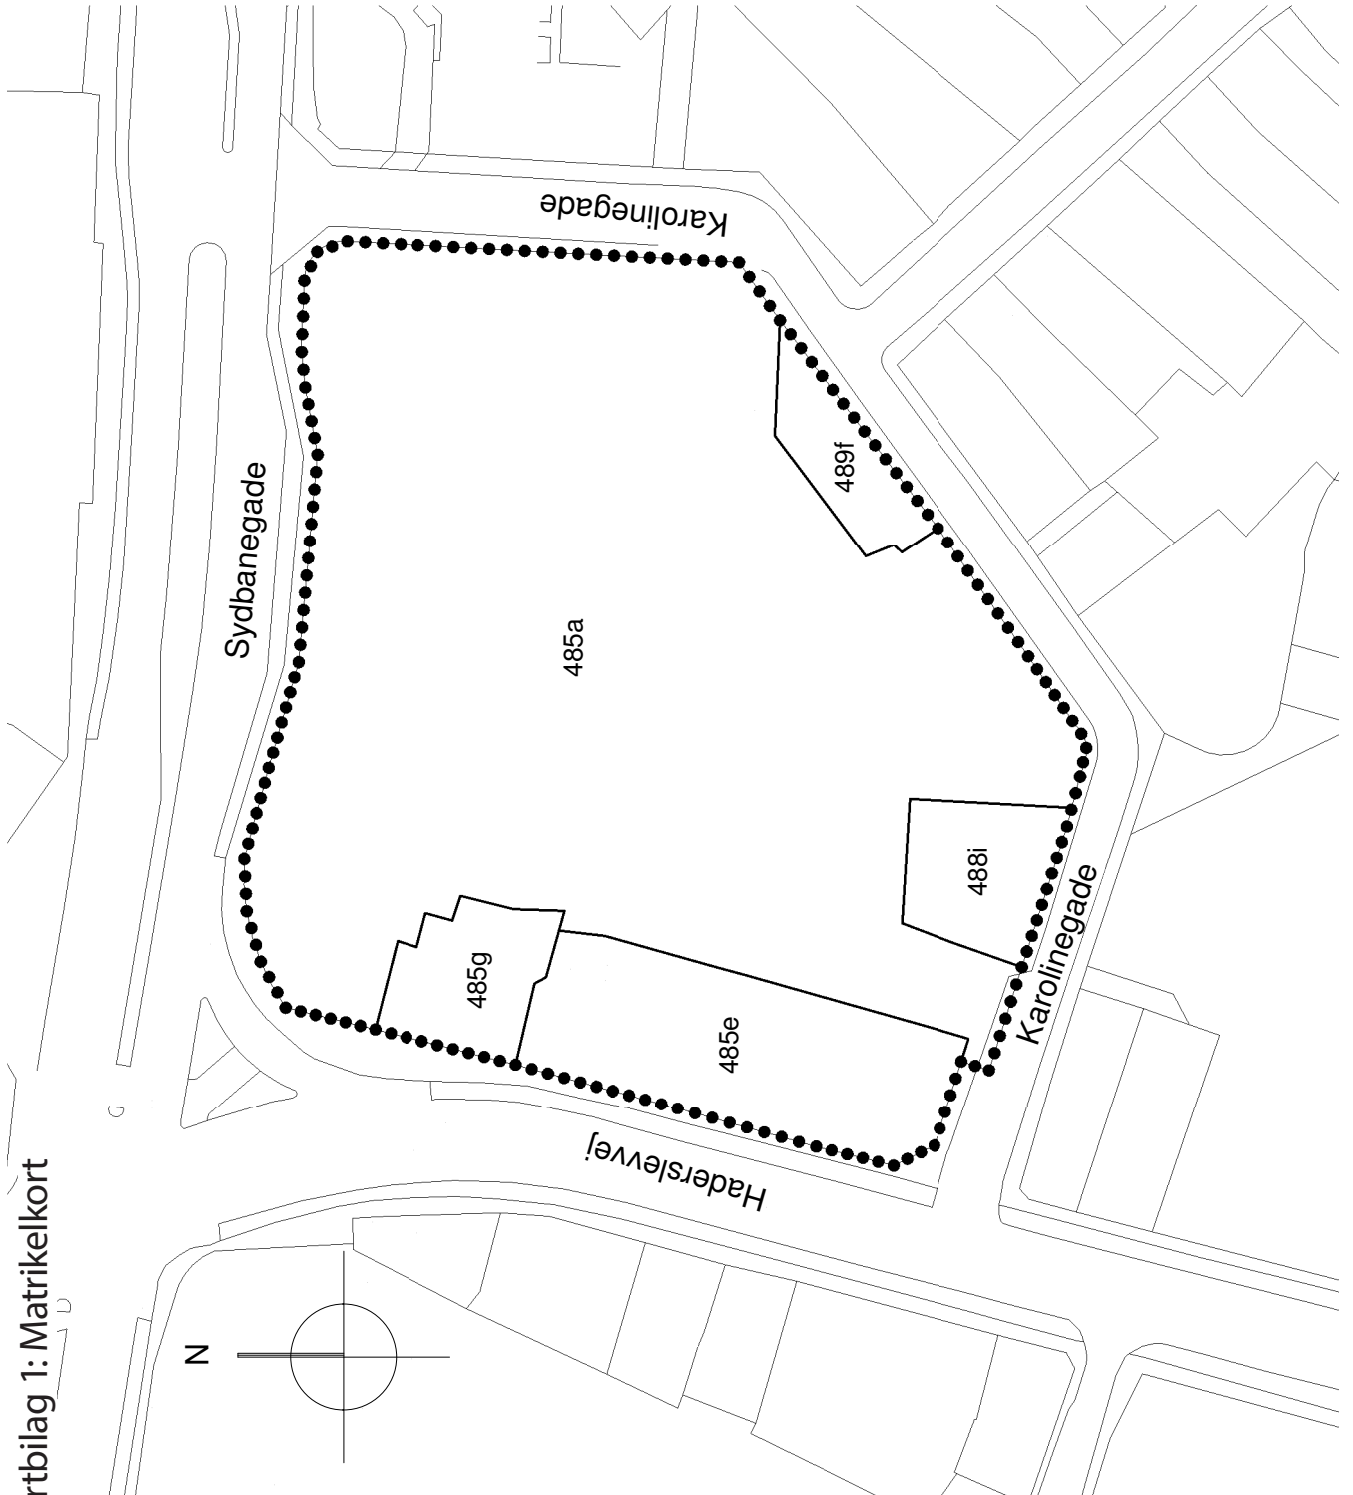 rtbilag 1: Matrikelkort
N
Haderslevvej
Sydbanegade
485g
485e
485a
488i
Karolinegade
489f
Karolinegade